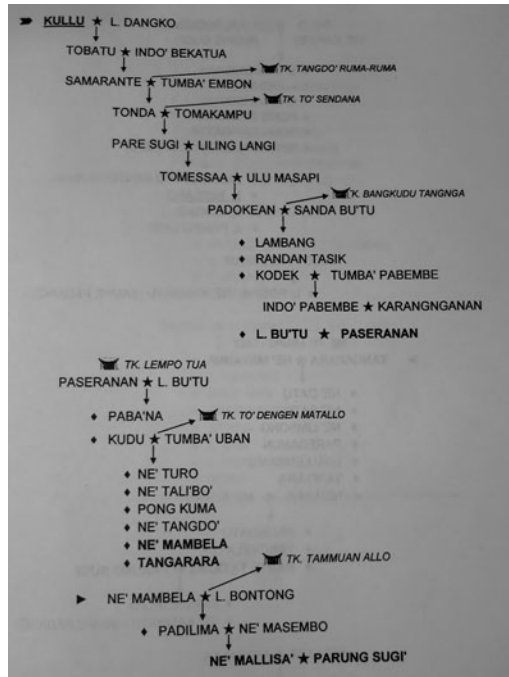 KULLU ★ L. DANGKO
TOBATU ★ INDO' BEKATUA
TK. TANGDO' RUMA-RUMA
SAMARANTE ★ TUMBA' EMBON
TK. TO' SENDANA
TONDA ★ TOMAKAMPU
PARE SUGI ★ LILING LANGI
TOMESSAA ★ ULU MASAPI
TK. BANGKUDU TANGNGA
PADOKEAN ★ SANDA BU'TU
♦ LAMBANG
♦ RANDAN TASIK
♦ KODEK ★ TUMBA' PABEMBE
INDO' PABEMBE ★ KARANGNGANAN
♦ L. BU'TU ★ PASERANAN
TK. LEMPO TUA
PASERANAN ★ L. BU'TU
♦ PABA'NA
TK. TO' DENGEN MATALLO
♦ KUDU ★ TUMBA' UBAN
♦ NE' TURO
♦ NE' TALI'BO'
♦ PONG KUMA
♦ NE' TANGDO'
♦ NE' MAMBELA
♦ TANGARARA
TK. TAMMUAN ALLO
► NE' MAMBELA ★ L. BONTONG
♦ PADILIMA ★ NE' MASEMBO
NE' MALLISA' ★ PARUNG SUGI'